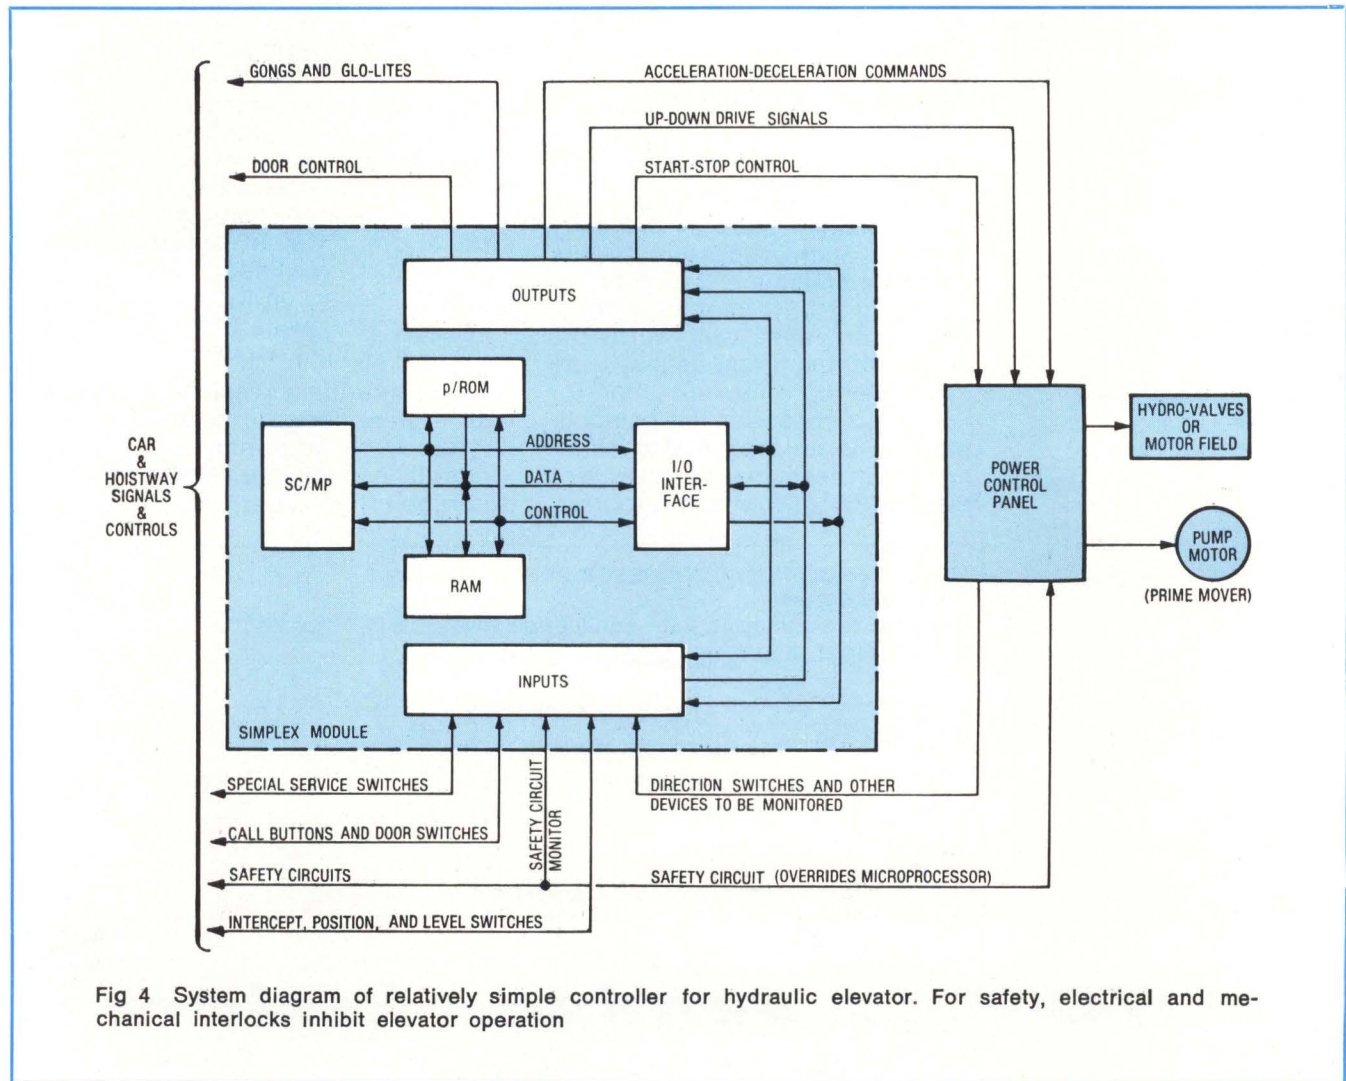 GONGS AND GLO-LITES
ACCELERATION-DECELERATION COMMANDS
UP-DOWN DRIVE SIGNALS
DOOR CONTROL
START-STOP CONTROL
OUTPUTS
p/ROM
HYDRO-VALVES
OR
MOTOR FIELD
CAR
&
HOISTWAY
SIGNALS
&
CONTROLS
SC/MP
ADDRESS
DATA
CONTROL
I/O
INTER-
FACE
POWER
CONTROL
PANEL
PUMP
MOTOR
(PRIME MOVER)
RAM
INPUTS
SIMPLEX MODULE
SPECIAL SERVICE SWITCHES
SAFETY CIRCUIT
MONITOR
DIRECTION SWITCHES AND OTHER
DEVICES TO BE MONITORED
CALL BUTTONS AND DOOR SWITCHES
SAFETY CIRCUITS
SAFETY CIRCUIT (OVERRIDES MICROPROCESSOR)
INTERCEPT, POSITION, AND LEVEL SWITCHES
Fig 4 System diagram of relatively simple controller for hydraulic elevator. For safety, electrical and me-
chanical interlocks inhibit elevator operation